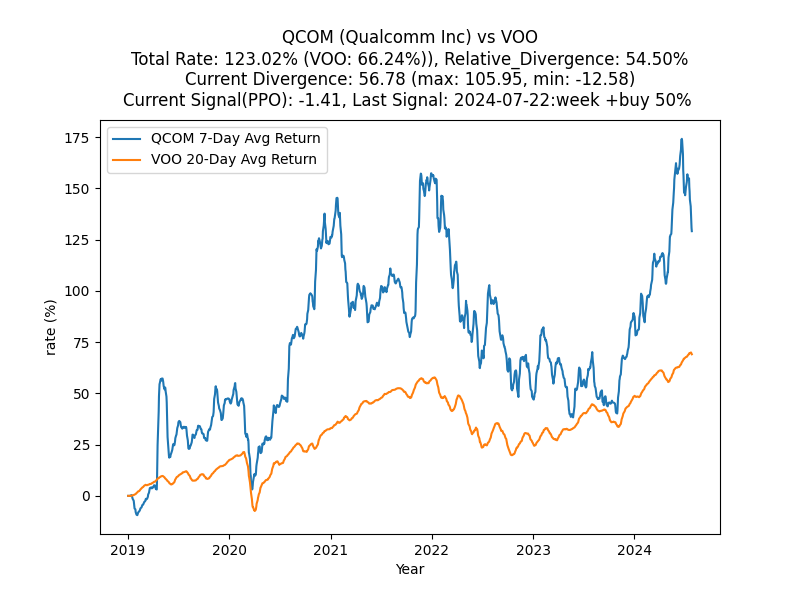 QCOM (Qualcomm Inc) vs VOO
Total Rate: 123.02% (VOO: 66.24%)), Relative_Divergence: 54.50%
Current Divergence: 56.78 (max: 105.95, min: -12.58)
Current Signal(PPO): -1.41, Last Signal: 2024-07-22:week +buy 50%
QCOM 7-Day Avg Return
VOO 20-Day Avg Return
175
150
125
100
75
50
25
0
rate (%)
2019 2020 2021 2022 2023 2024
Year